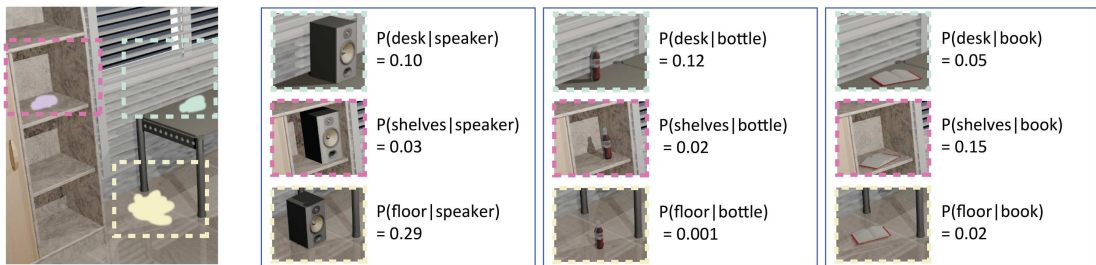 P(desk|speaker)
= 0.10
P(shelves|speaker)
= 0.03
P(floor|speaker)
= 0.29
P(desk|bottle)
= 0.12
P(shelves|bottle)
= 0.02
P(floor|bottle)
= 0.001
P(desk|book)
= 0.05
P(shelves|book)
= 0.15
P(floor|book)
= 0.02